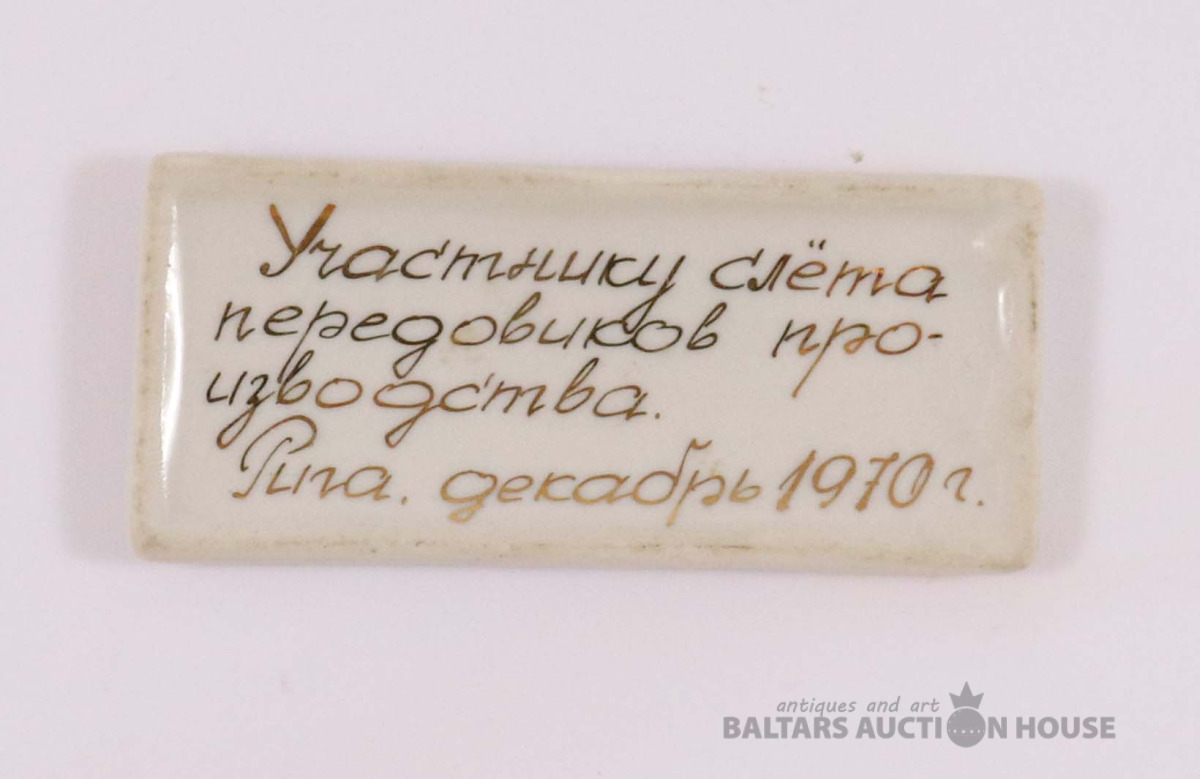 Участнику слёта
передовиков про-
изводства.
Рига. декабрь 1970 г.
antiques and art
BALTARS AUCTION HOUSE